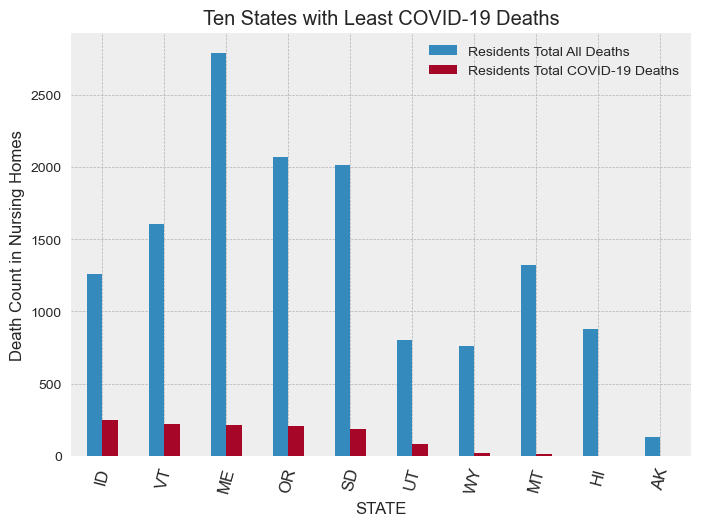 Ten States with Least COVID-19 Deaths
Residents Total All Deaths
Residents Total COVID-19 Deaths
Death Count in Nursing Homes
2500
2000
1500
1000
500
0
ID VT ME OR SD UT WY MT HI AK
STATE